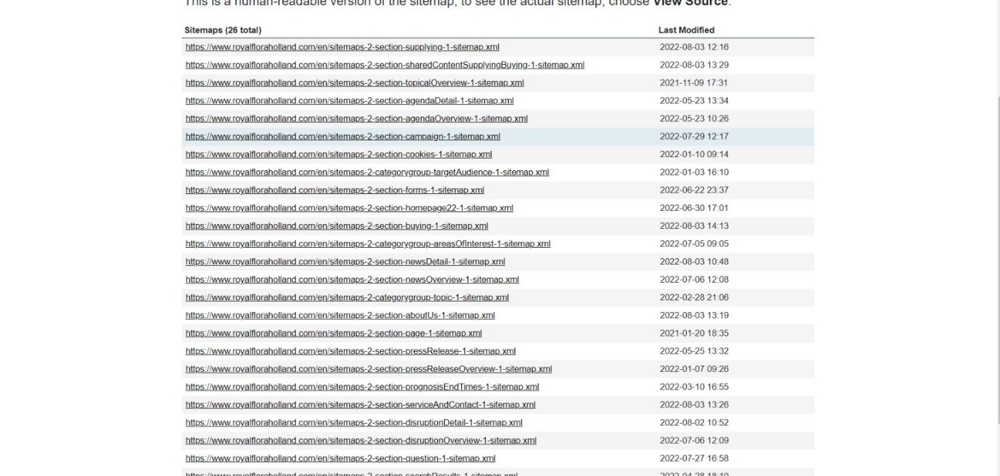 This is a human-readable version of the sitemap, to see the actual sitemap, choose View Source.
Sitemaps (26 total) Last Modified
https://www.royalfloraholland.com/en/sitemaps-2-section-supplying-1-sitemap.xml 2022-08-03 12:16
https://www.royalfloraholland.com/en/sitemaps-2-section-sharedContentSupplyingBuying-1-sitemap.xml 2022-08-03 13:29
https://www.royalfloraholland.com/en/sitemaps-2-section-topicalOverview-1-sitemap.xml 2021-11-09 17:31
https://www.royalfloraholland.com/en/sitemaps-2-section-agendaDetail-1-sitemap.xml 2022-05-23 13:34
https://www.royalfloraholland.com/en/sitemaps-2-section-agendaOverview-1-sitemap.xml 2022-05-23 10:26
https://www.royalfloraholland.com/en/sitemaps-2-section-campaign-1-sitemap.xml 2022-07-29 12:17
https://www.royalfloraholland.com/en/sitemaps-2-section-cookies-1-sitemap.xml 2022-01-10 09:14
https://www.royalfloraholland.com/en/sitemaps-2-categorygroup-targetAudience-1-sitemap.xml 2022-01-03 16:10
https://www.royalfloraholland.com/en/sitemaps-2-section-forms-1-sitemap.xml 2022-06-22 23:37
https://www.royalfloraholland.com/en/sitemaps-2-section-homepage22-1-sitemap.xml 2022-06-30 17:01
https://www.royalfloraholland.com/en/sitemaps-2-section-buying-1-sitemap.xml 2022-08-03 14:13
https://www.royalfloraholland.com/en/sitemaps-2-categorygroup-areasOfInterest-1-sitemap.xml 2022-07-05 09:05
https://www.royalfloraholland.com/en/sitemaps-2-section-newsDetail-1-sitemap.xml 2022-08-03 10:48
https://www.royalfloraholland.com/en/sitemaps-2-section-newsOverview-1-sitemap.xml 2022-07-06 12:08
https://www.royalfloraholland.com/en/sitemaps-2-categorygroup-topic-1-sitemap.xml 2022-02-28 21:06
https://www.royalfloraholland.com/en/sitemaps-2-section-aboutUs-1-sitemap.xml 2022-08-03 13:19
https://www.royalfloraholland.com/en/sitemaps-2-section-page-1-sitemap.xml 2021-01-20 18:35
https://www.royalfloraholland.com/en/sitemaps-2-section-pressRelease-1-sitemap.xml 2022-05-25 13:32
https://www.royalfloraholland.com/en/sitemaps-2-section-pressReleaseOverview-1-sitemap.xml 2022-01-07 09:26
https://www.royalfloraholland.com/en/sitemaps-2-section-prognosisEndTimes-1-sitemap.xml 2022-03-10 16:55
https://www.royalfloraholland.com/en/sitemaps-2-section-serviceAndContact-1-sitemap.xml 2022-08-03 13:26
https://www.royalfloraholland.com/en/sitemaps-2-section-disruptionDetail-1-sitemap.xml 2022-08-02 10:52
https://www.royalfloraholland.com/en/sitemaps-2-section-disruptionOverview-1-sitemap.xml 2022-07-06 12:09
https://www.royalfloraholland.com/en/sitemaps-2-section-question-1-sitemap.xml 2022-07-27 16:58
https://www.royalfloraholland.com/en/sitemaps-2-section-searchResults-1-sitemap.xml